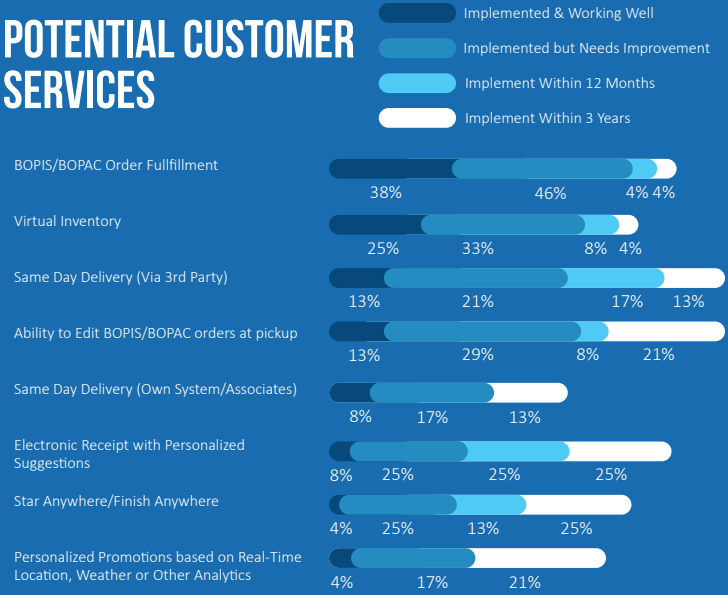 POTENTIAL CUSTOMER
SERVICES
Implemented & Working Well
Implemented but Needs Improvement
Implement Within 12 Months
Implement Within 3 Years
BOPIS/BOPAC Order Fullfillment
38% 46% 4% 4%
Virtual Inventory
25% 33% 8% 4%
Same Day Delivery (Via 3rd Party)
13% 21% 17% 13%
Ability to Edit BOPIS/BOPAC orders at pickup
13% 29% 8% 21%
Same Day Delivery (Own System/Associates)
8% 17% 13%
Electronic Receipt with Personalized
Suggestions
8% 25% 25% 25%
Star Anywhere/Finish Anywhere
4% 25% 13% 25%
Personalized Promotions based on Real-Time
Location, Weather or Other Analytics
4% 17% 21%